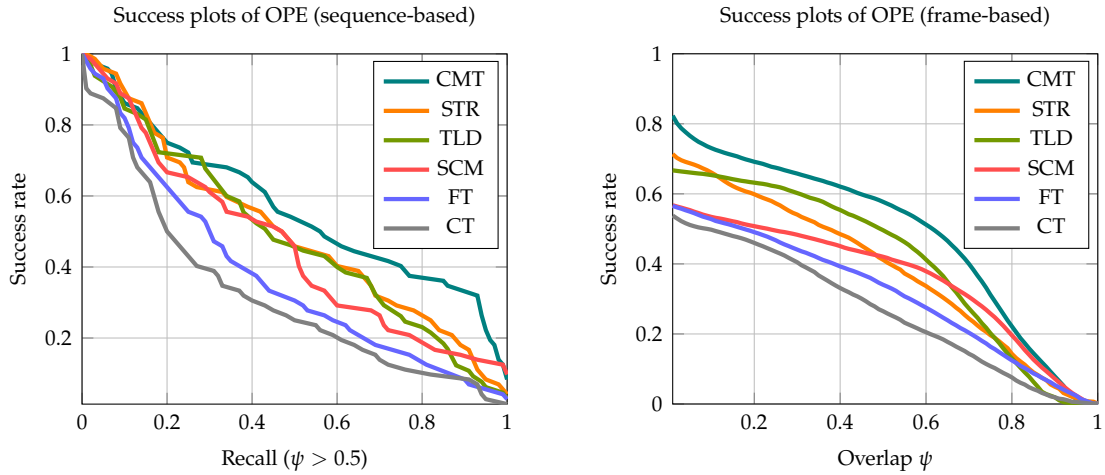 Success plots of OPE (sequence-based)
Success rate
1
0.8
0.6
0.4
0.2
0
0.2
0.4
0.6
0.8
1
Recall (ψ > 0.5)
CMT
STR
TLD
SCM
FT
CT
Success plots of OPE (frame-based)
Success rate
1
0.8
0.6
0.4
0.2
0
0.2
0.4
0.6
0.8
1
Overlap ψ
CMT
STR
TLD
SCM
FT
CT